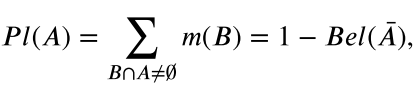 Pl(A) = ∑_{B∩A≠∅} m(B) = 1 − Bel(Ā),